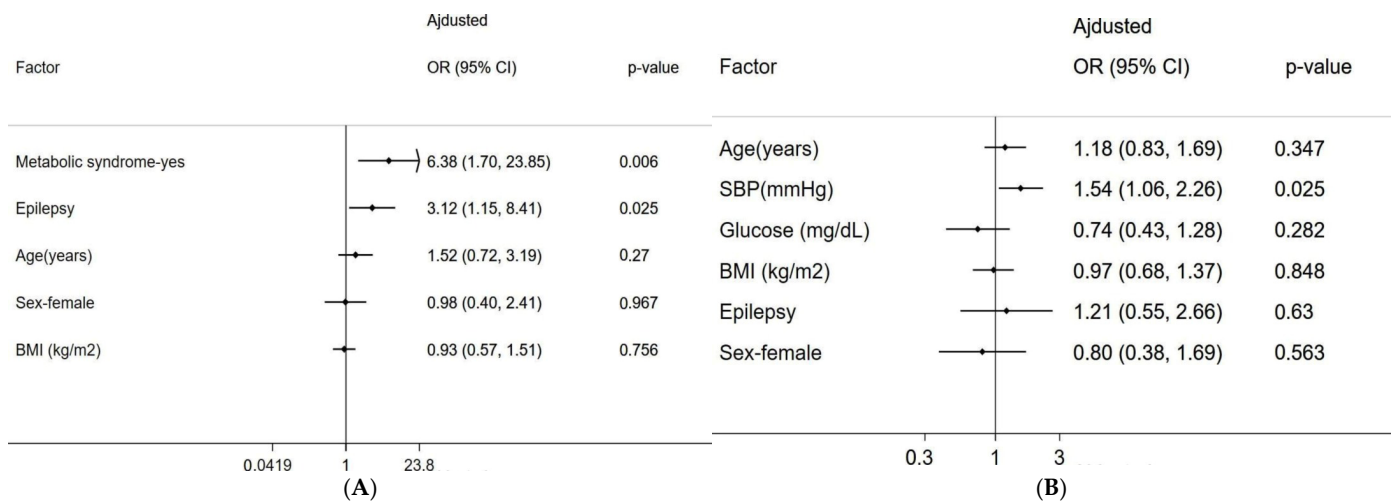 Ajdusted
Factor OR (95% CI) p-value
Metabolic syndrome-yes 6.38 (1.70, 23.85) 0.006
Epilepsy 3.12 (1.15, 8.41) 0.025
Age(years) 1.52 (0.72, 3.19) 0.27
Sex-female 0.98 (0.40, 2.41) 0.967
BMI (kg/m2) 0.93 (0.57, 1.51) 0.756
0.0419 1 23.8
(A)
Ajdusted
Factor OR (95% CI) p-value
Age(years) 1.18 (0.83, 1.69) 0.347
SBP(mmHg) 1.54 (1.06, 2.26) 0.025
Glucose (mg/dL) 0.74 (0.43, 1.28) 0.282
BMI (kg/m2) 0.97 (0.68, 1.37) 0.848
Epilepsy 1.21 (0.55, 2.66) 0.63
Sex-female 0.80 (0.38, 1.69) 0.563
0.3 1 3
(B)